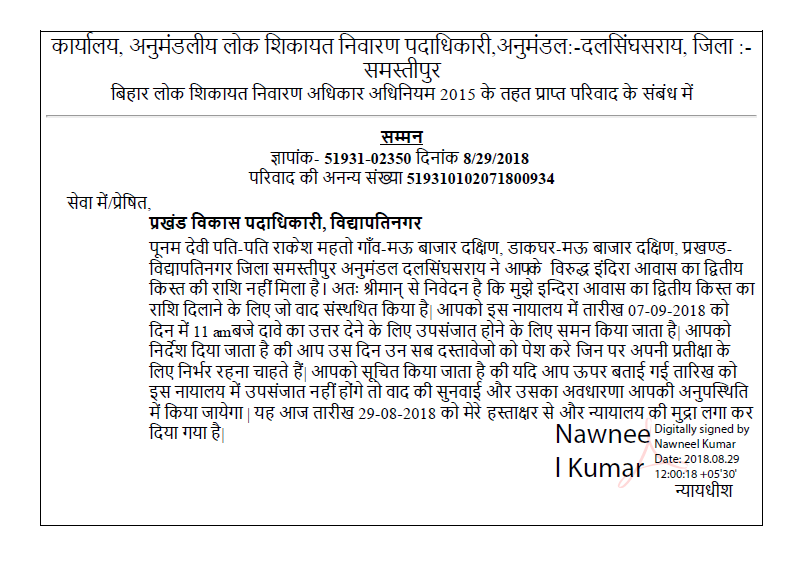 कार्यालय, अनुमंडलीय लोक शिकायत निवारण पदाधिकारी,अनुमंडल:-दलसिंघसराय, जिला :-
समस्तीपुर
बिहार लोक शिकायत निवारण अधिकार अधिनियम 2015 के तहत प्राप्त परिवाद के संबंध में
सम्मन
ज्ञापांक- 51931-02350 दिनांक 8/29/2018
परिवाद की अनन्य संख्या 519310102071800934
सेवा में/प्रेषित,
प्रखंड विकास पदाधिकारी, विद्यापतिनगर
पूनम देवी पति-पति राकेश महतो गाँव-मऊ बाजार दक्षिण, डाकघर-मऊ बाजार दक्षिण, प्रखण्ड-
विद्यापतिनगर जिला समस्तीपुर अनुमंडल दलसिंघसराय ने आपके विरुद्ध इंदिरा आवास का द्वितीय
किस्त की राशि नहीं मिला है। अतः श्रीमान् से निवेदन है कि मुझे इन्दिरा आवास का द्वितीय किस्त का
राशि दिलाने के लिए जो वाद संस्थथित किया है| आपको इस नायालय में तारीख 07-09-2018 को
दिन में 11 amबजे दावे का उत्तर देने के लिए उपसंजात होने के लिए समन किया जाता है| आपको
निर्देश दिया जाता है की आप उस दिन उन सब दस्तावेजो को पेश करे जिन पर अपनी प्रतीक्षा के
लिए निर्भर रहना चाहते हैं| आपको सूचित किया जाता है की यदि आप ऊपर बताई गई तारिख को
इस नायालय में उपसंजात नहीं होंगे तो वाद की सुनवाई और उसका अवधारणा आपकी अनुपस्थिति
में किया जायेगा | यह आज तारीख 29-08-2018 को मेरे हस्ताक्षर से और न्यायालय की मुद्रा लगा कर
दिया गया है|
Nawnee
l Kumar
Digitally signed by
Nawneel Kumar
Date: 2018.08.29
12:00:18 +05'30'
न्यायधीश